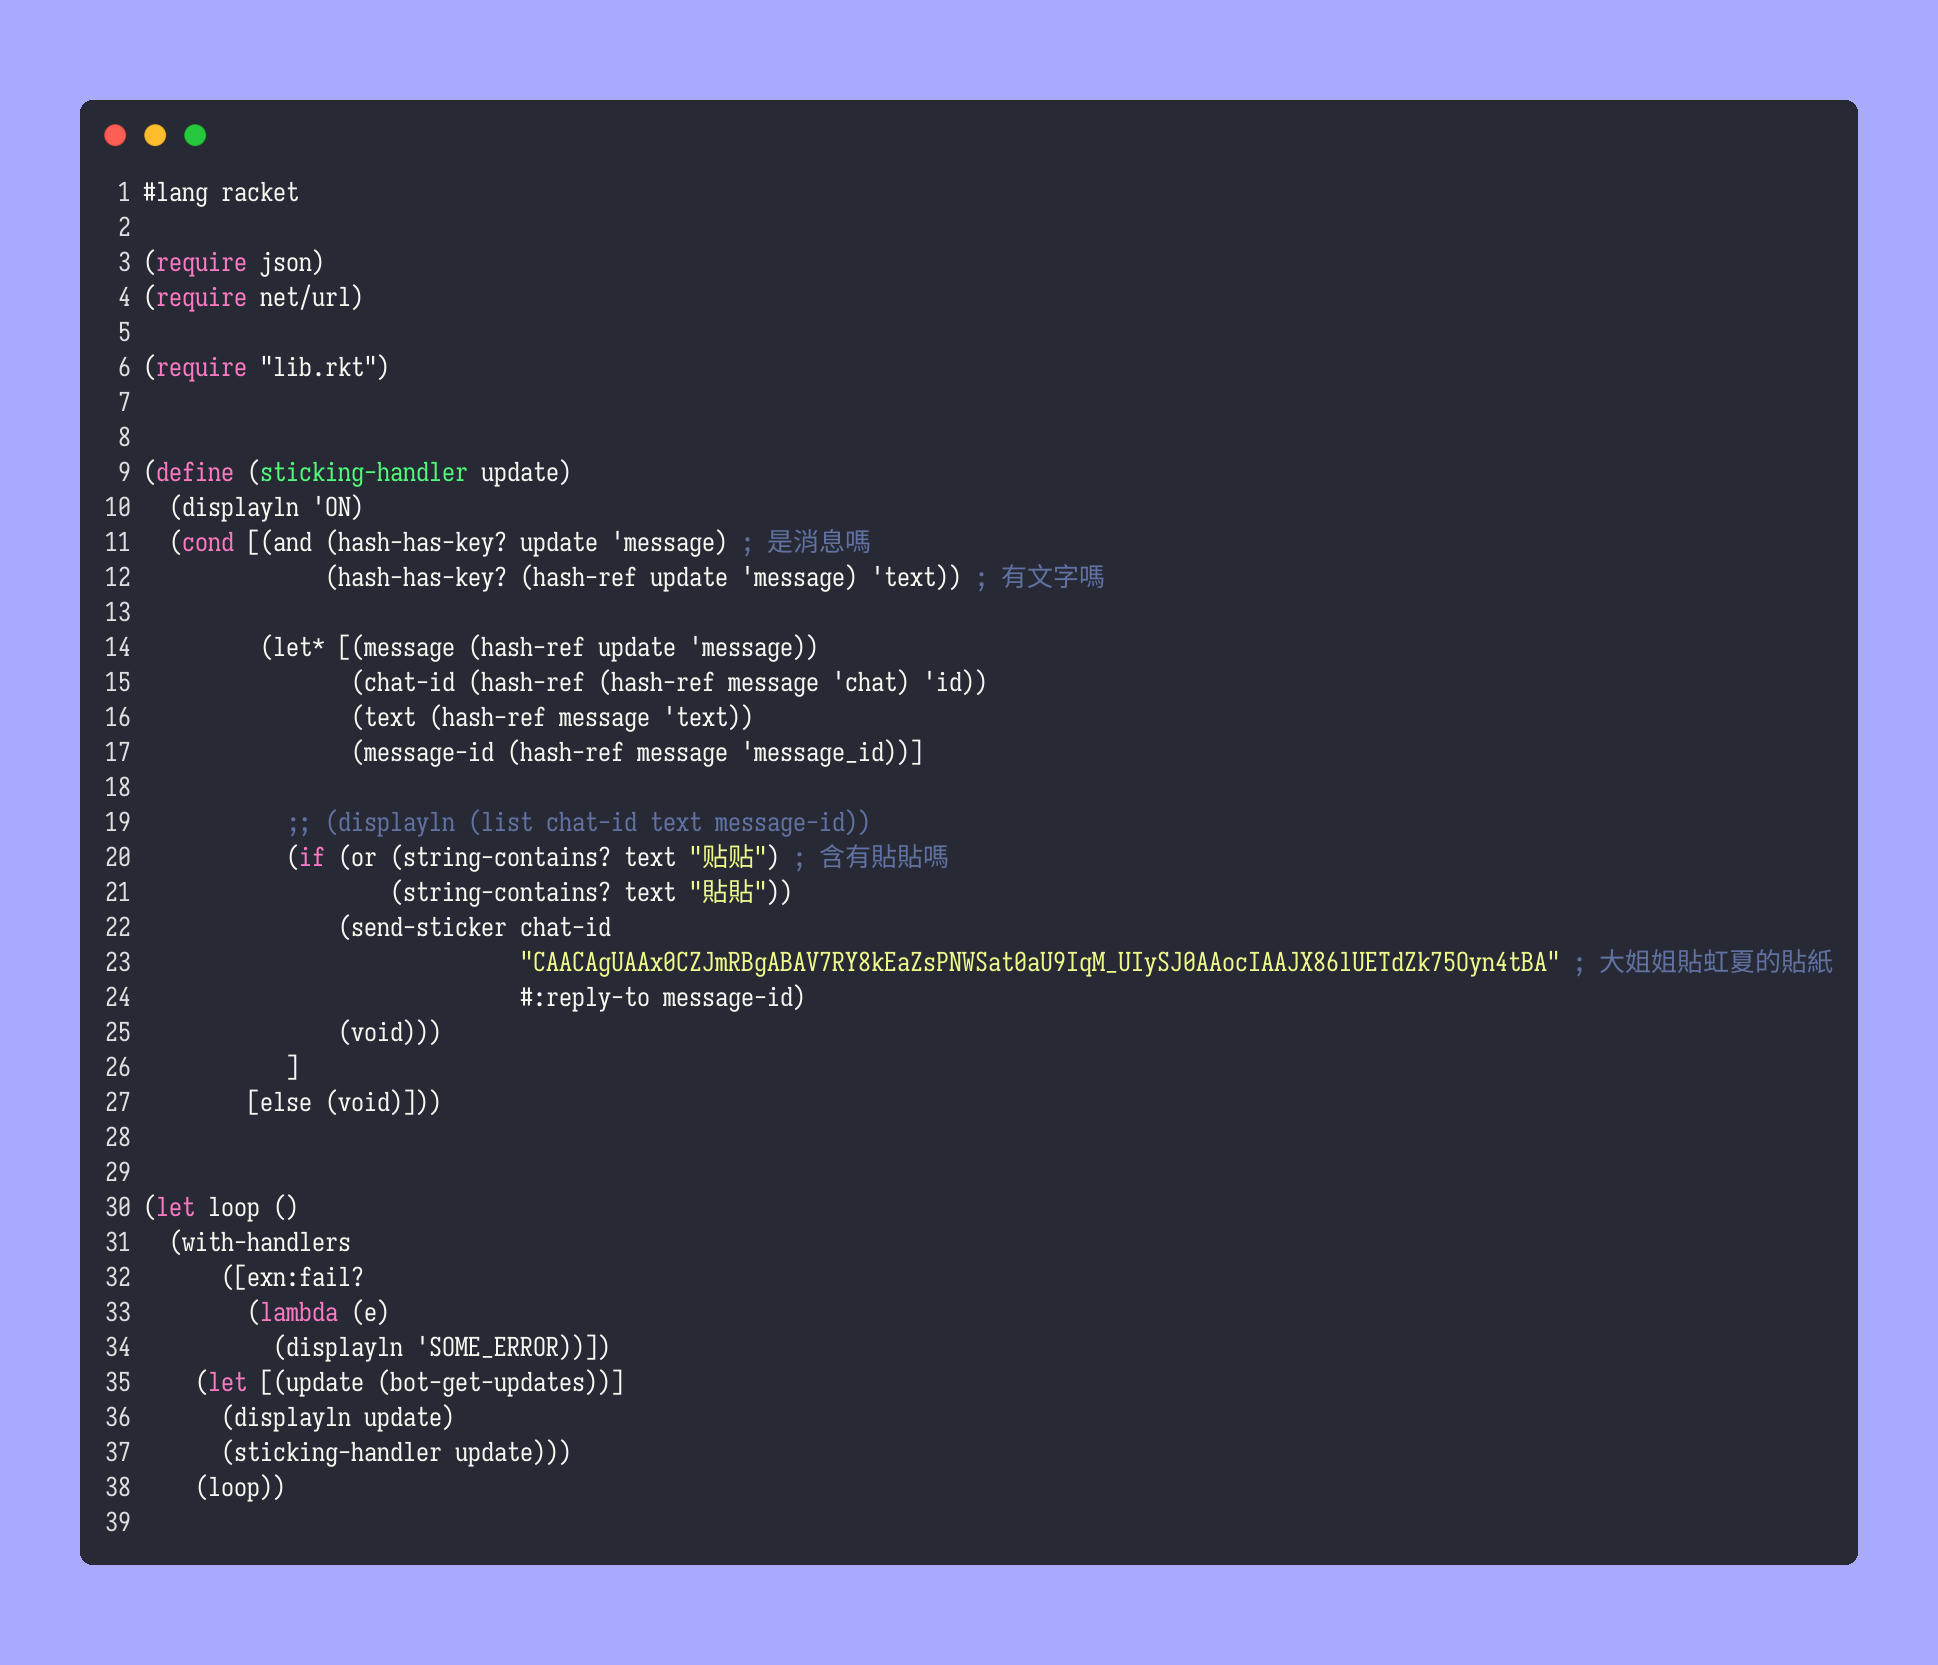 1 #lang racket
2
3 (require json)
4 (require net/url)
5
6 (require "lib.rkt")
7
8
9 (define (sticking-handler update)
10   (displayln 'ON)
11   (cond [(and (hash-has-key? update 'message) ; 是消息嗎
12               (hash-has-key? (hash-ref update 'message) 'text)) ; 有文字嗎
13
14          (let* [(message (hash-ref update 'message))
15                 (chat-id (hash-ref (hash-ref message 'chat) 'id))
16                 (text (hash-ref message 'text))
17                 (message-id (hash-ref message 'message_id))]
18
19            ;; (displayln (list chat-id text message-id))
20            (if (or (string-contains? text "贴贴") ; 含有貼貼嗎
21                    (string-contains? text "貼貼"))
22                (send-sticker chat-id
23                              "CAACAgUAAx0CZJmRBgABAV7RY8kEaZsPNWSat0aU9IqM_UIySJ0AAocIAAJX86lUETdZk75Oyn4tBA" ; 大姐姐貼虹夏的貼紙
24                              #:reply-to message-id)
25                (void)))
26            ]
27         [else (void)]))
28
29
30 (let loop ()
31   (with-handlers
32       ([exn:fail?
33         (lambda (e)
34           (displayln 'SOME_ERROR))])
35     (let [(update (bot-get-updates))]
36       (displayln update)
37       (sticking-handler update)))
38     (loop))
39